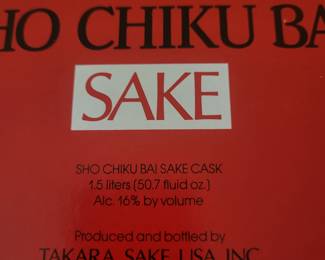 HO CHIKU BA
SAKE
SHO CHIKU BAI SAKE CASK
1.5 liters (50.7 fluid oz.)
Alc. 16% by volume
Produced and bottled by
TAKARA SAKE USA INC